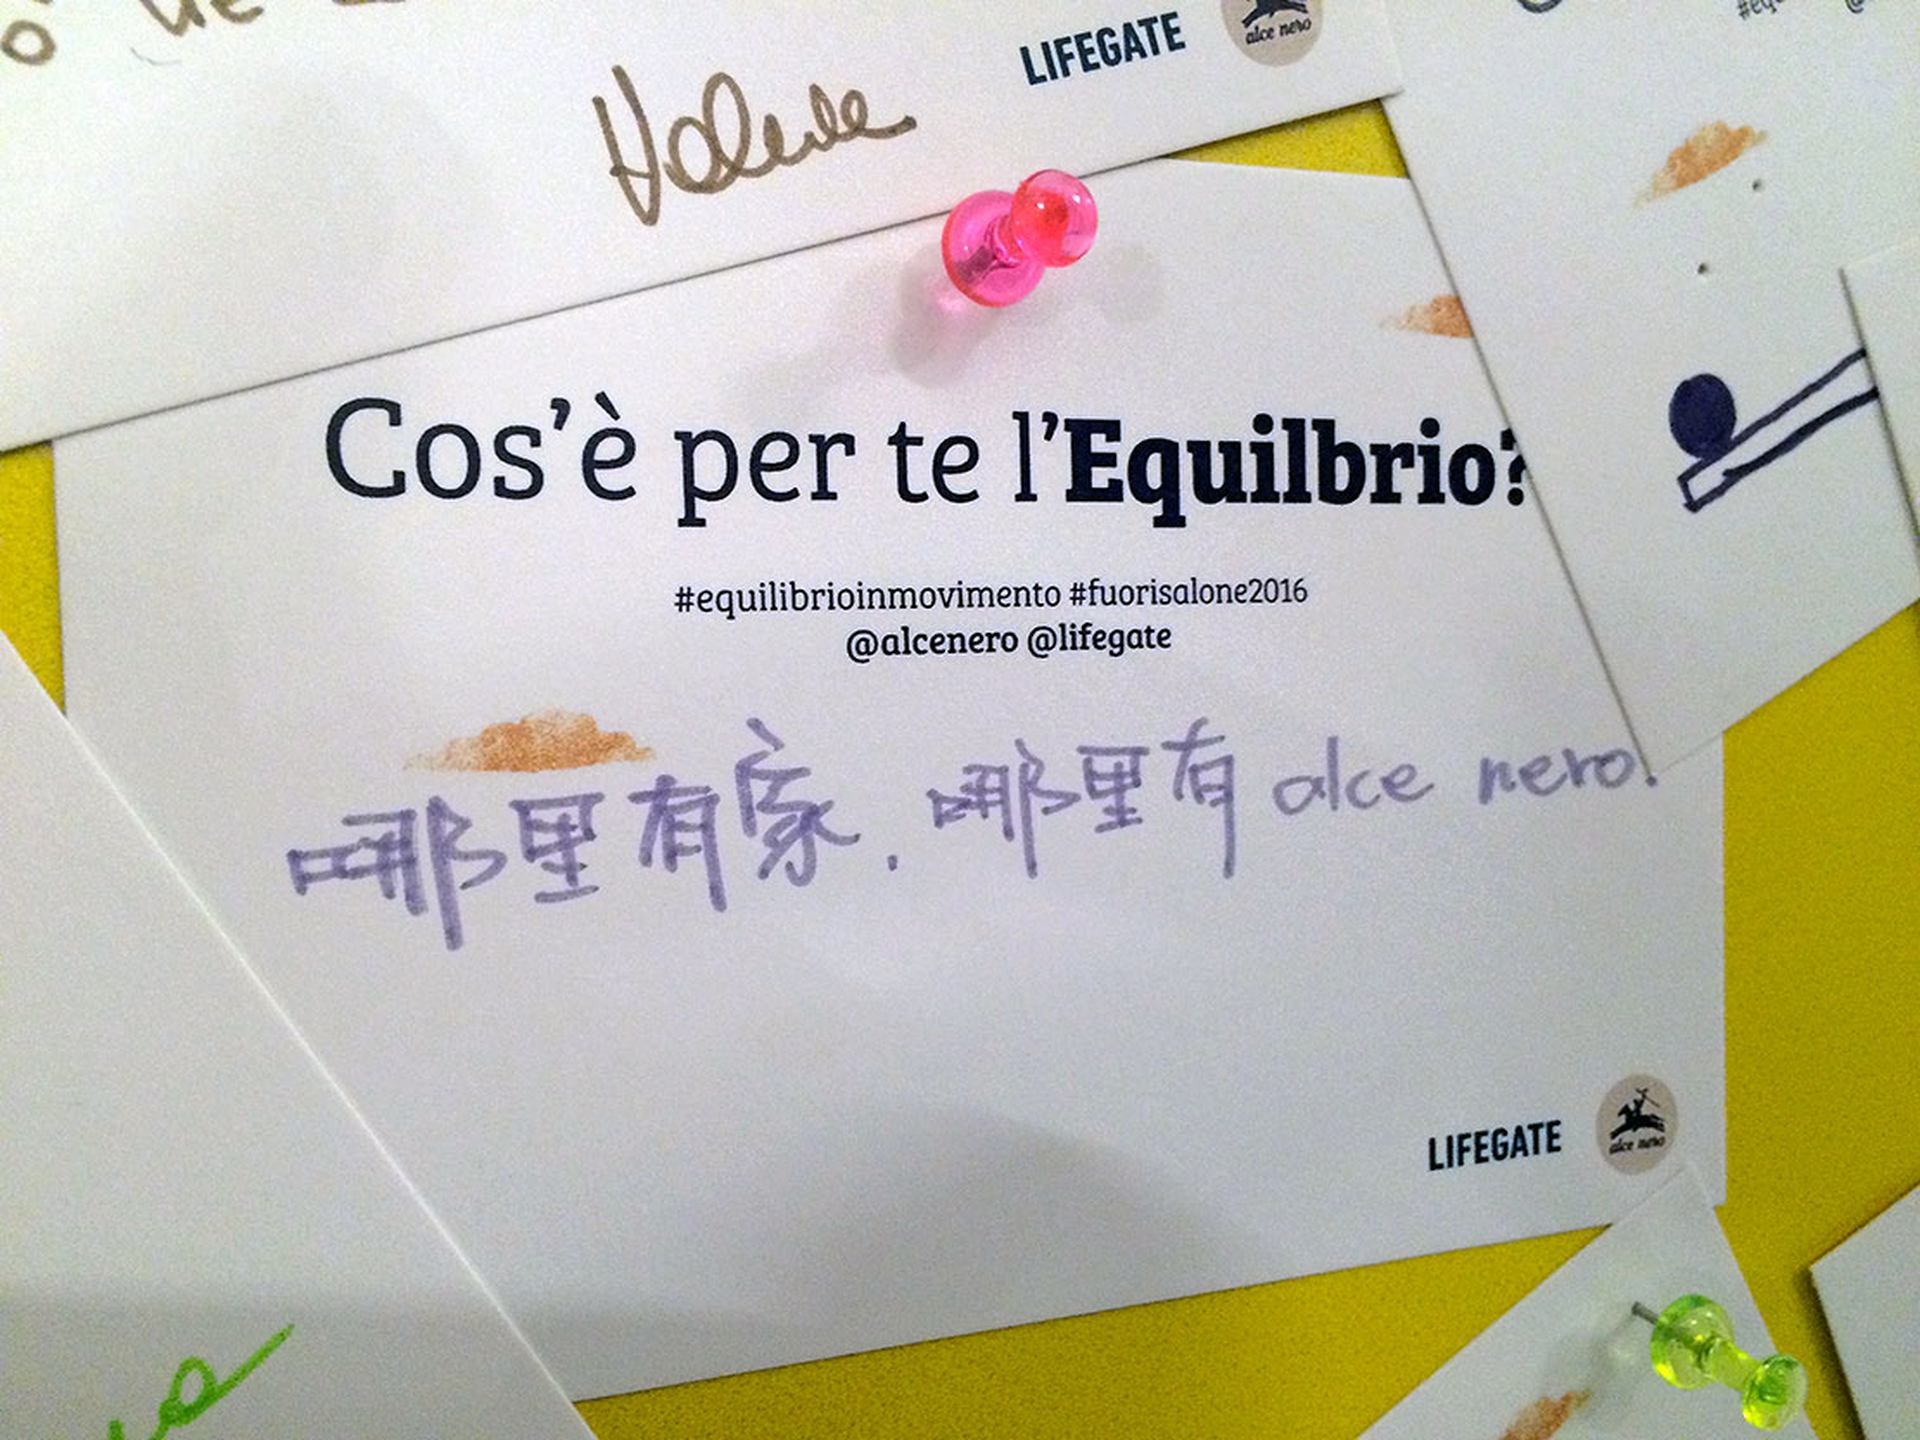 LIFEGATE
alce nero
Cos'è per te l'Equilbrio?
#equilibrioinmovimento #fuorisalone2016
@alcenero @lifegate
哪里有家. 哪里有 alce nero.
LIFEGATE
alce nero